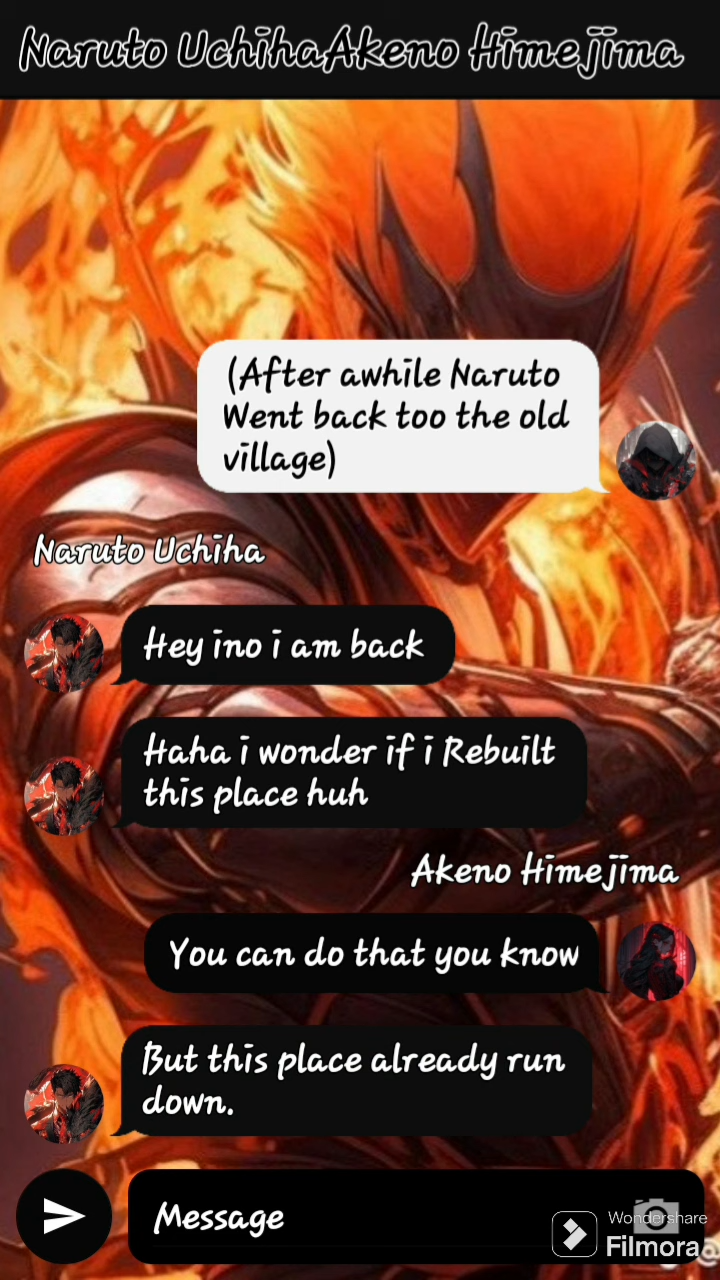 Naruto UchihaAkeno Himejima
(After awhile Naruto
Went back too the old
village)
Naruto Uchiha
Hey ino i am back
Haha i wonder if i Rebuilt
this place huh
Akeno Himejima
You can do that you know
But this place already run
down.
Message
Wondershare
Filmora
@